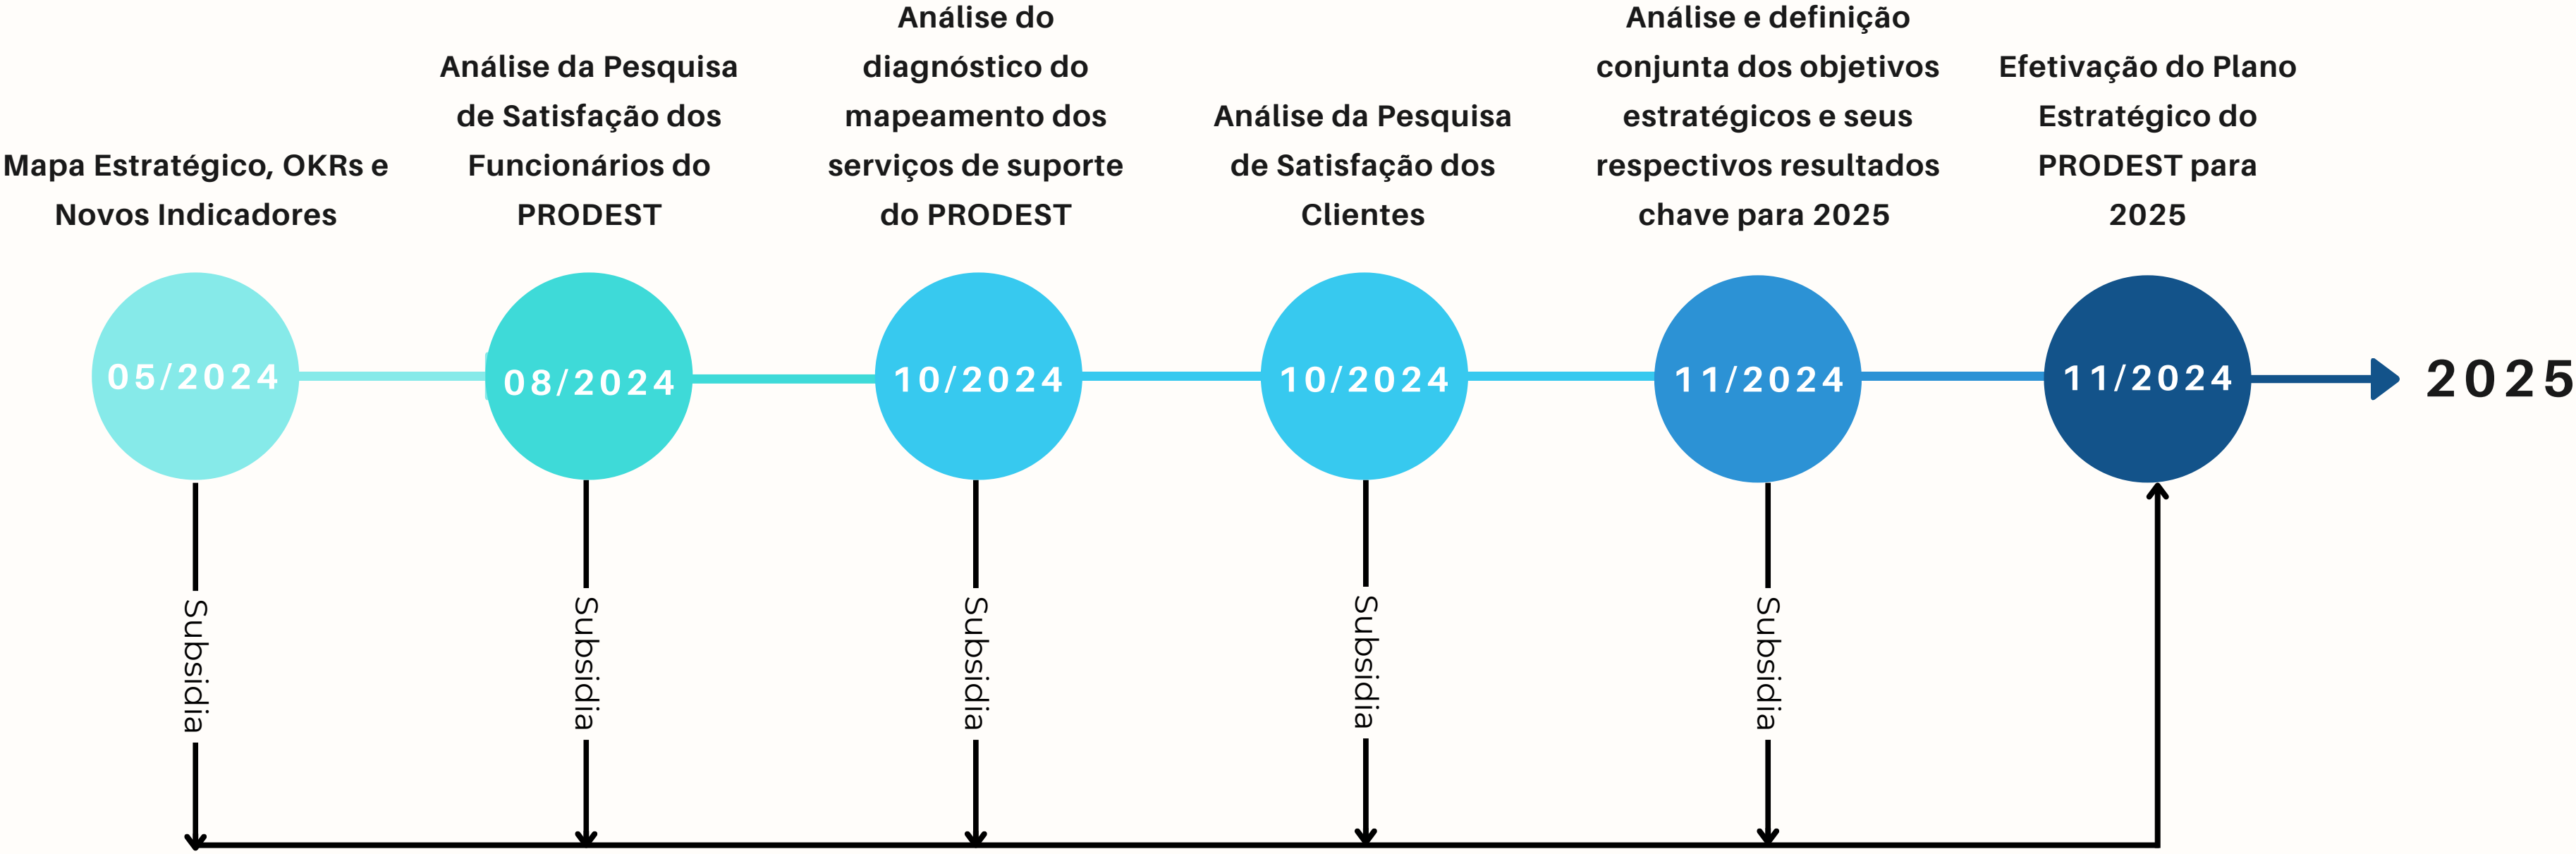 Mapa Estratégico, OKRs e
Novos Indicadores
Análise da Pesquisa
de Satisfação dos
Funcionários do
PRODEST
Análise do
diagnóstico do
mapeamento dos
serviços de suporte
do PRODEST
Análise da Pesquisa
de Satisfação dos
Clientes
Análise e definição
conjunta dos objetivos
estratégicos e seus
respectivos resultados
chave para 2025
Efetivação do Plano
Estratégico do
PRODEST para
2025
05/2024
08/2024
10/2024
10/2024
11/2024
11/2024
2025
Subsidia
Subsidia
Subsidia
Subsidia
Subsidia